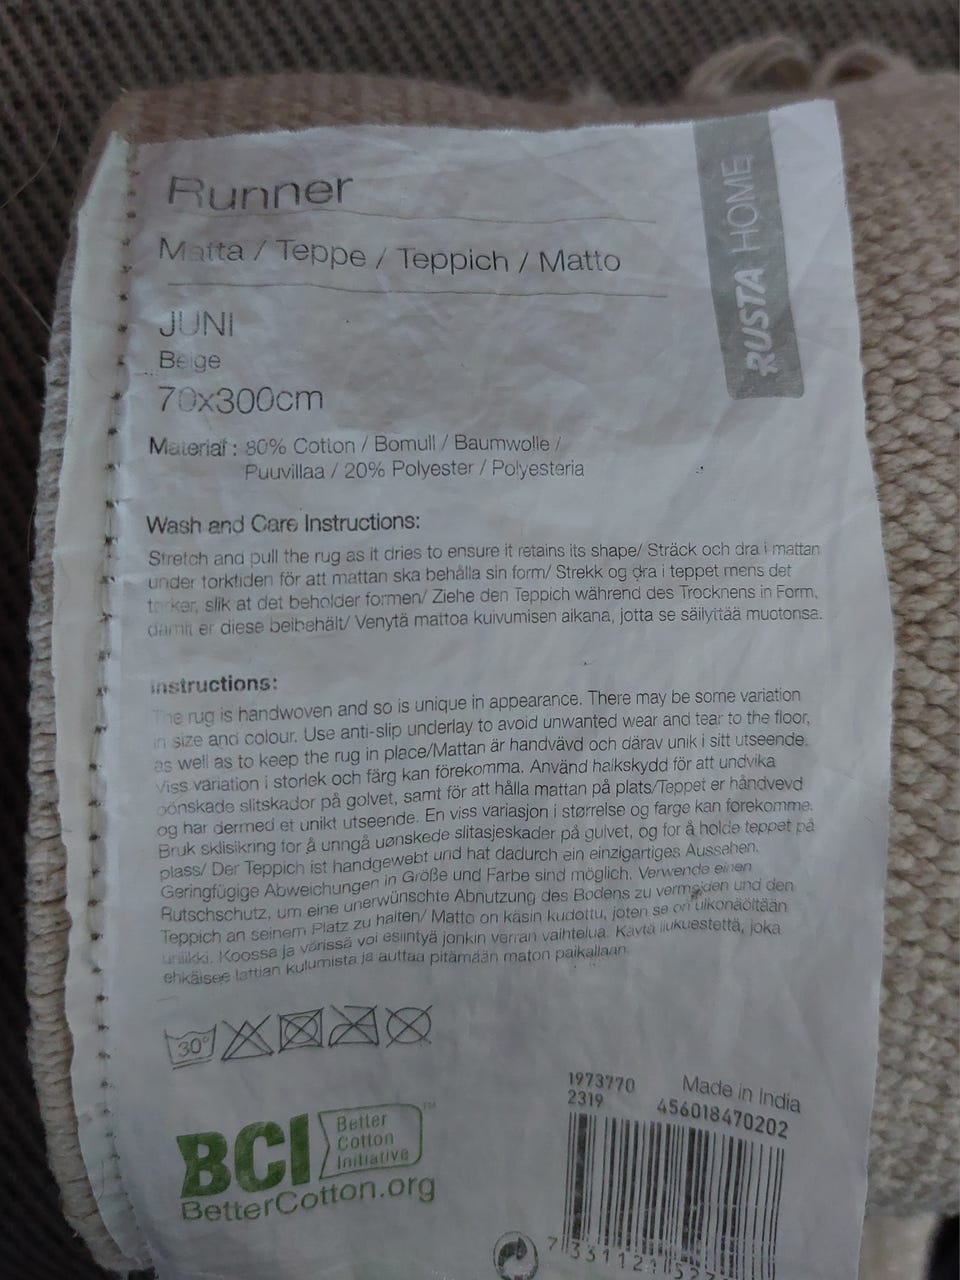 Runner
RUSTA HOME
Matta / Teppe / Teppich / Matto
JUNI
Beige
70x300cm
Material : 80% Cotton / Bomull / Baumwolle /
Puuvillaa / 20% Polyester / Polyesteria
Wash and Care Instructions:
Stretch and pull the rug as it dries to ensure it retains its shape/ Sträck och dra i mattan
under torktiden för att mattan ska behålla sin form/ Strekk og dra i teppet mens det
tørker, slik at det beholder formen/ Ziehe den Teppich während des Trocknens in Form,
damit er diese beibehält/ Venytä mattoa kuivumisen aikana, jotta se säilyttää muotonsa.
Instructions:
The rug is handwoven and so is unique in appearance. There may be some variation
in size and colour. Use anti-slip underlay to avoid unwanted wear and tear to the floor,
as well as to keep the rug in place/Mattan är handvävd och därav unik i sitt utseende.
Viss variation i storlek och färg kan förekomma. Använd halkskydd för att undvika
oönskade slitskador på golvet, samt för att hålla mattan på plats/Teppet er håndvevd
og har dermed et unikt utseende. En viss variasjon i størrelse og farge kan forekomme.
Bruk sklisikring for å unngå uønskede slitasjeskader på gulvet, og for å holde teppet på
plass/ Der Teppich ist handgewebt und hat dadurch ein einzigartiges Aussehen.
Geringfügige Abweichungen in Größe und Farbe sind möglich. Verwende einen
Rutschschutz, um eine unerwünschte Abnutzung des Bodens zu vermeiden und den
Teppich an seinem Platz zu halten/ Matto on käsin kudottu, joten se on ulkonäöltään
uniikki. Koossa ja värissä voi esiintyä jonkin verran vaihtelua. Käytä liukuestettä, joka
ehkäisee lattian kulumista ja auttaa pitämään maton paikallaan.
30°
BCI Better
Cotton
Initiative
™
BetterCotton.org
1973770 Made in India
2319 456018470202
7 331121 52